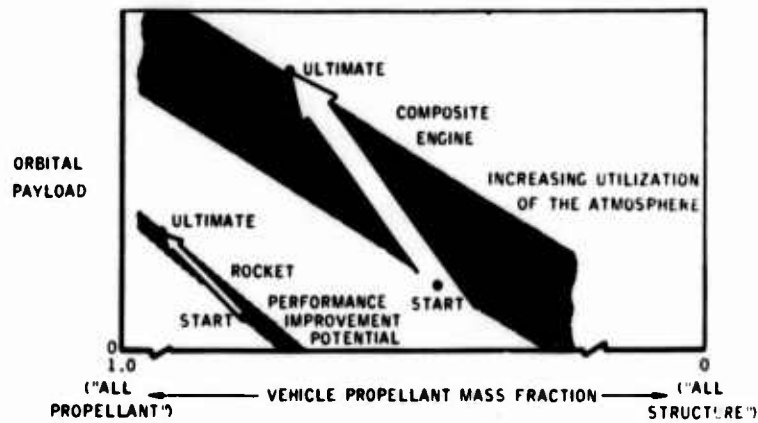 ULTIMATE
COMPOSITE
ENGINE
ORBITAL
PAYLOAD
INCREASING UTILIZATION
OF THE ATMOSPHERE
ULTIMATE
ROCKET
START
PERFORMANCE
IMPROVEMENT
POTENTIAL
START
0
1.0
0
("ALL
PROPELLANT")
VEHICLE PROPELLANT MASS FRACTION
("ALL
STRUCTURE")